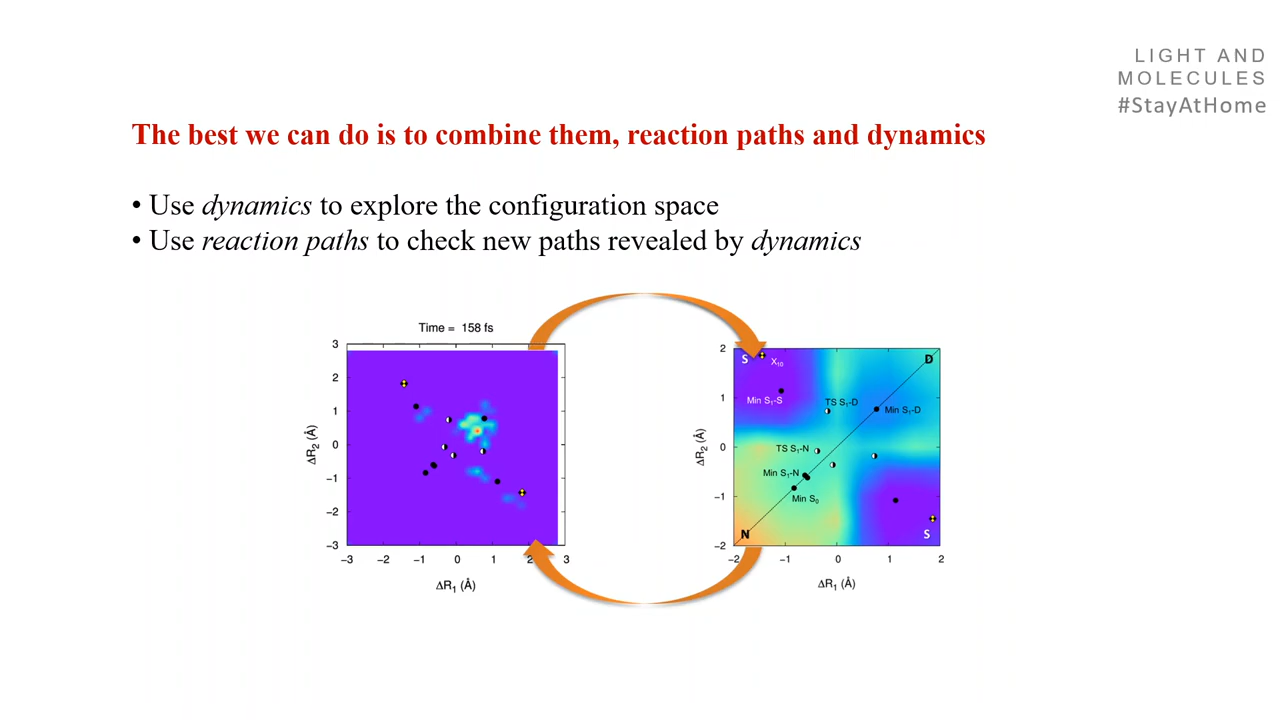 LIGHT AND
MOLECULES
#StayAtHome
The best we can do is to combine them, reaction paths and dynamics
• Use dynamics to explore the configuration space
• Use reaction paths to check new paths revealed by dynamics
Time = 158 fs
3
2
1
0
−1
−2
−3
ΔR2 (Å)
−3 −2 −1 0 1 2 3
ΔR1 (Å)
2
1
0
−1
−2
ΔR2 (Å)
S X10 D
Min S1-S TS S1-D Min S1-D
TS S1-N
Min S1-N
Min S0
N S
−2 −1 0 1 2
ΔR1 (Å)